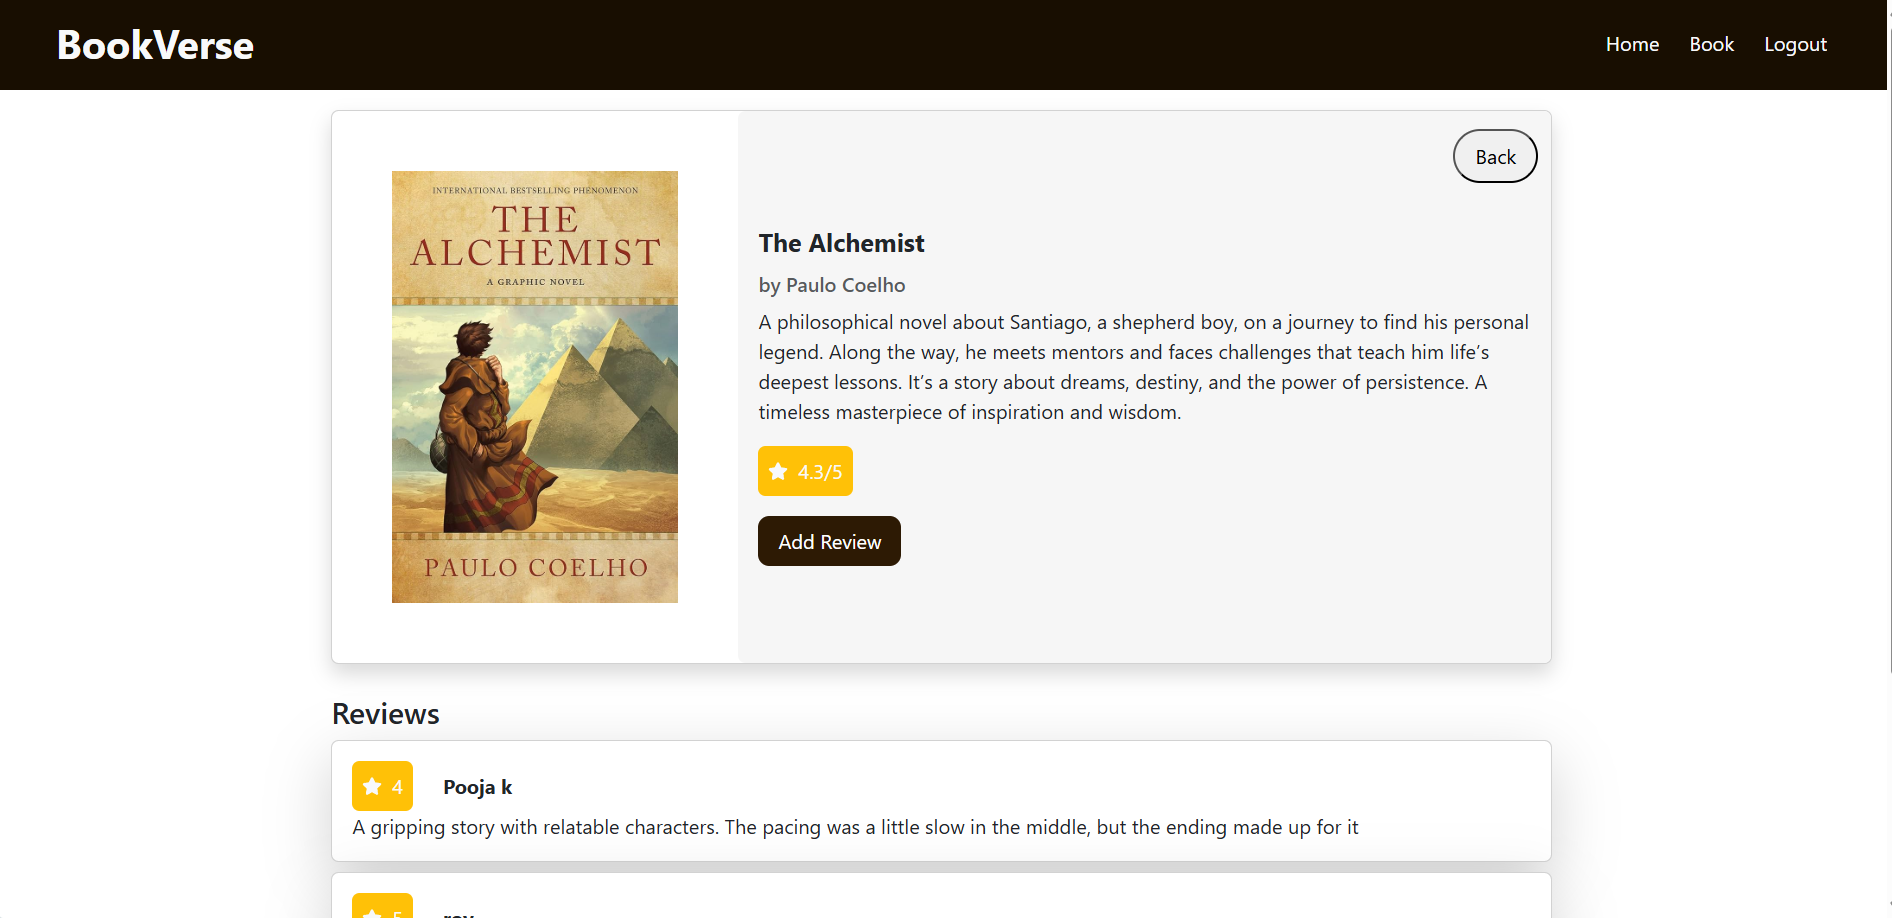 BookVerse
Home Book Logout
Back
INTERNATIONAL BESTSELLING PHENOMENON
THE
ALCHEMIST
A GRAPHIC NOVEL
PAULO COELHO
The Alchemist
by Paulo Coelho
A philosophical novel about Santiago, a shepherd boy, on a journey to find his personal
legend. Along the way, he meets mentors and faces challenges that teach him life’s
deepest lessons. It’s a story about dreams, destiny, and the power of persistence. A
timeless masterpiece of inspiration and wisdom.
4.3/5
Add Review
Reviews
4 Pooja k
A gripping story with relatable characters. The pacing was a little slow in the middle, but the ending made up for it
5